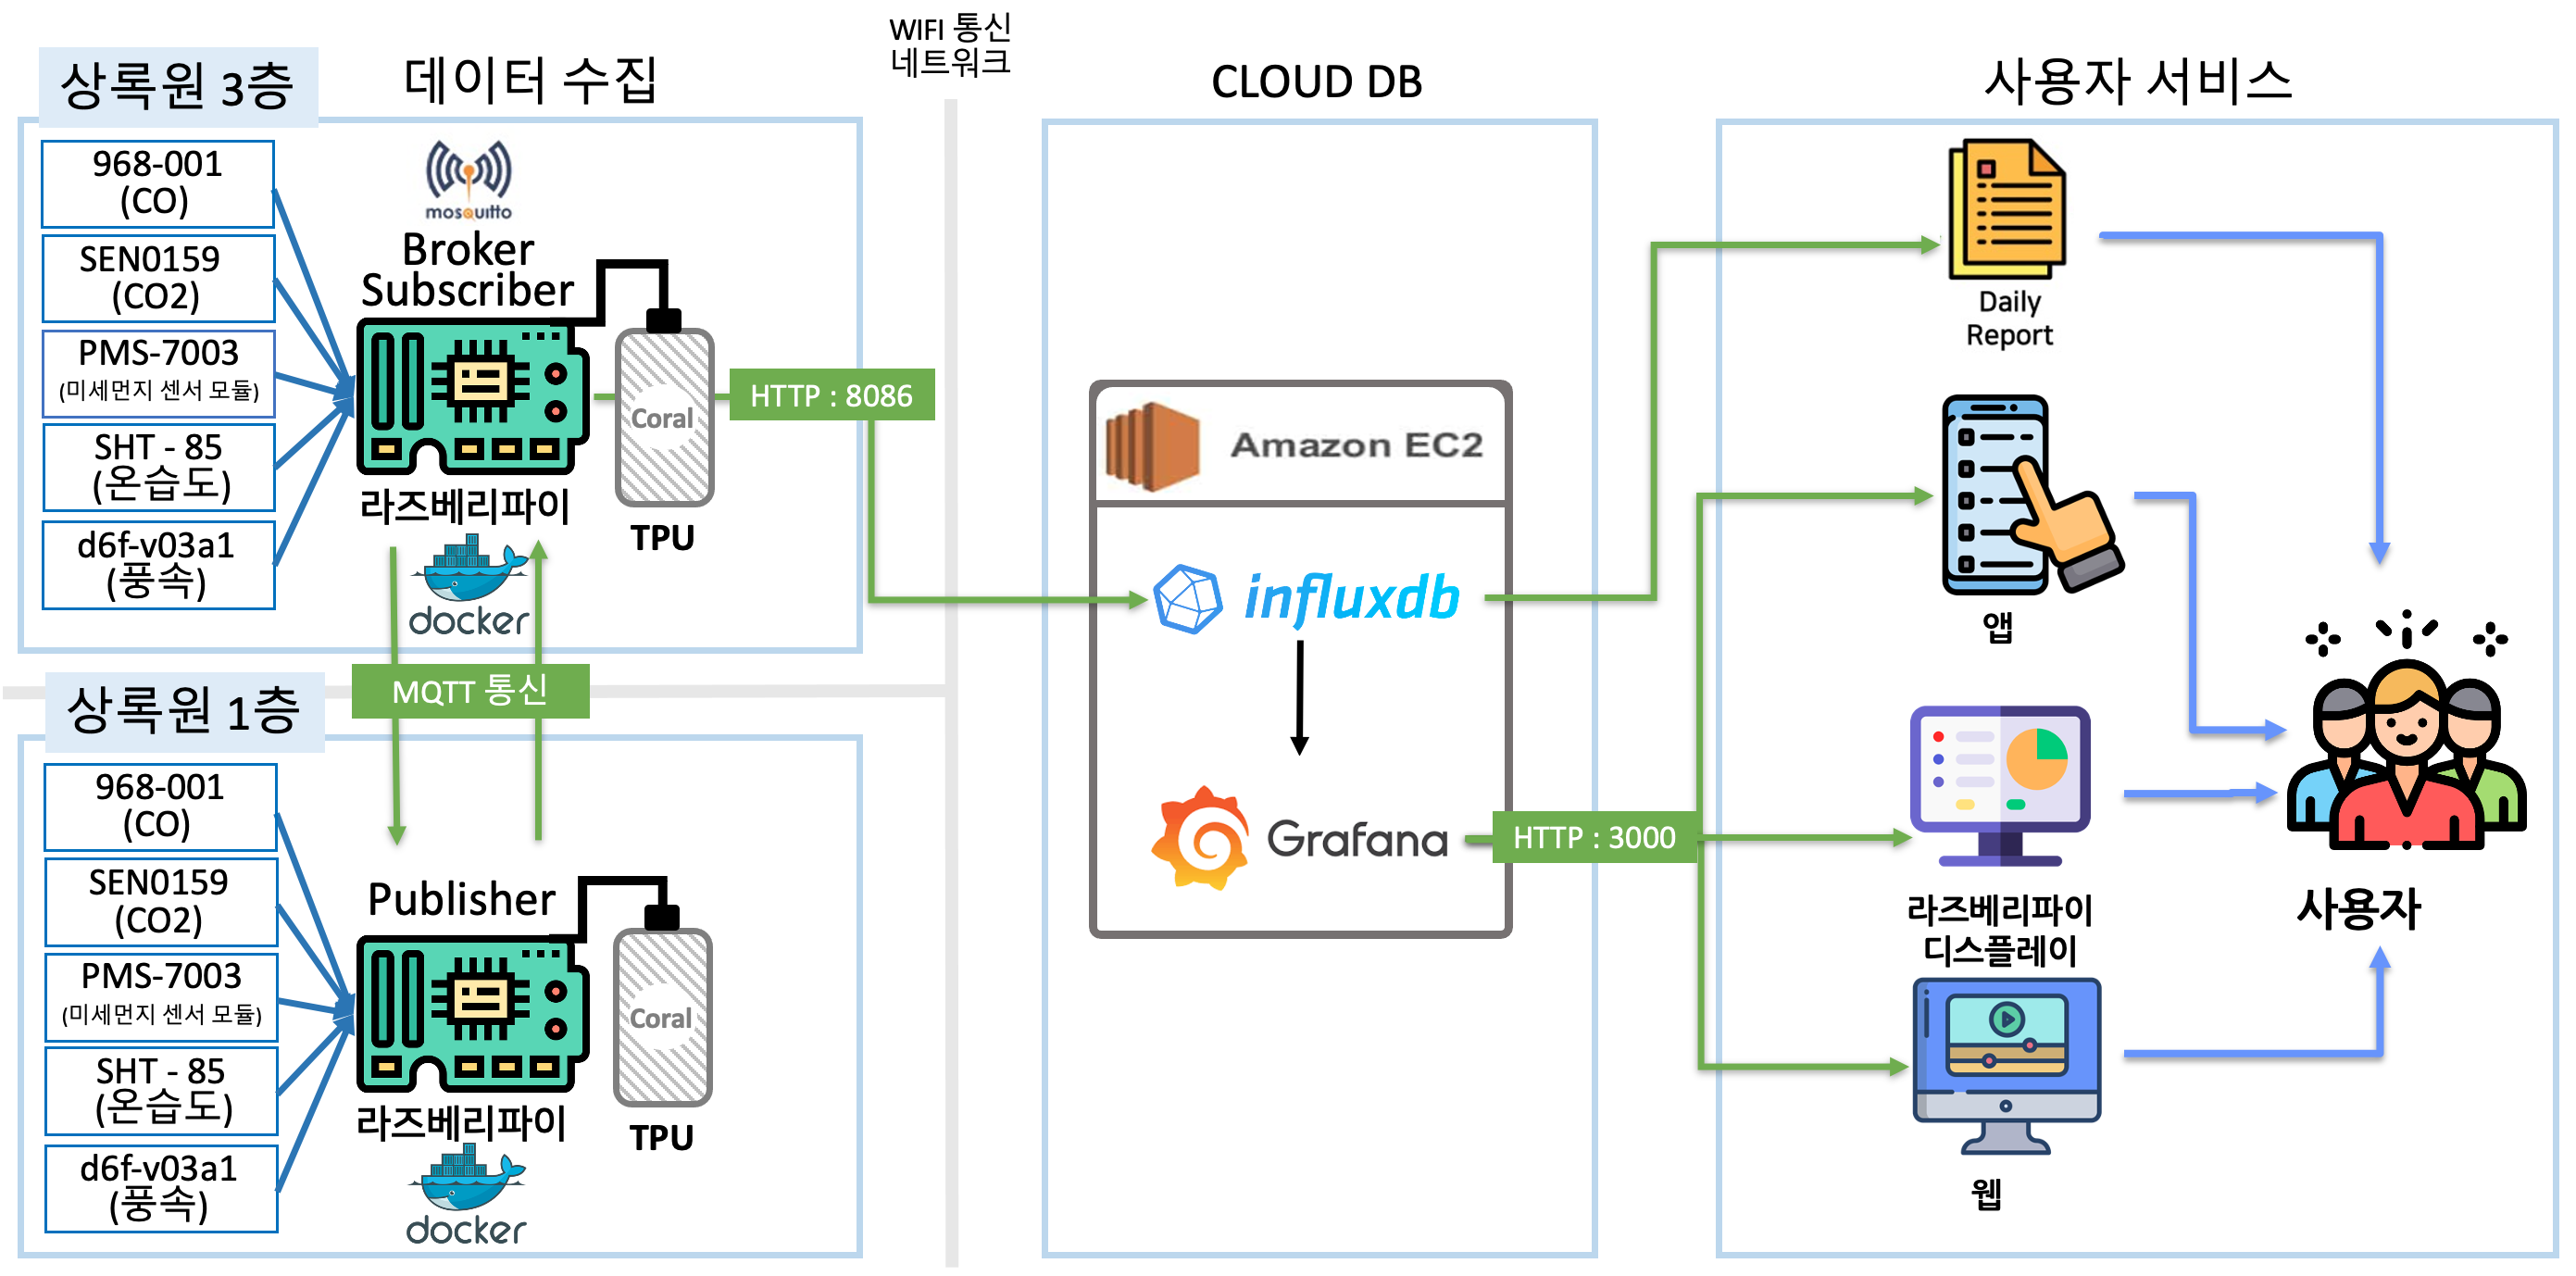 WIFI 통신
네트워크
상록원 3층
데이터 수집
CLOUD DB
사용자 서비스
968-001
(CO)
SEN0159
(CO2)
PMS-7003
(미세먼지 센서 모듈)
SHT - 85
(온습도)
d6f-v03a1
(풍속)
mosquitto
Broker
Subscriber
Coral
라즈베리파이
TPU
docker
HTTP : 8086
MQTT 통신
상록원 1층
968-001
(CO)
SEN0159
(CO2)
PMS-7003
(미세먼지 센서 모듈)
SHT - 85
(온습도)
d6f-v03a1
(풍속)
Publisher
Coral
라즈베리파이
TPU
docker
Amazon EC2
influxdb
Grafana
HTTP : 3000
Daily
Report
앱
라즈베리파이
디스플레이
웹
사용자